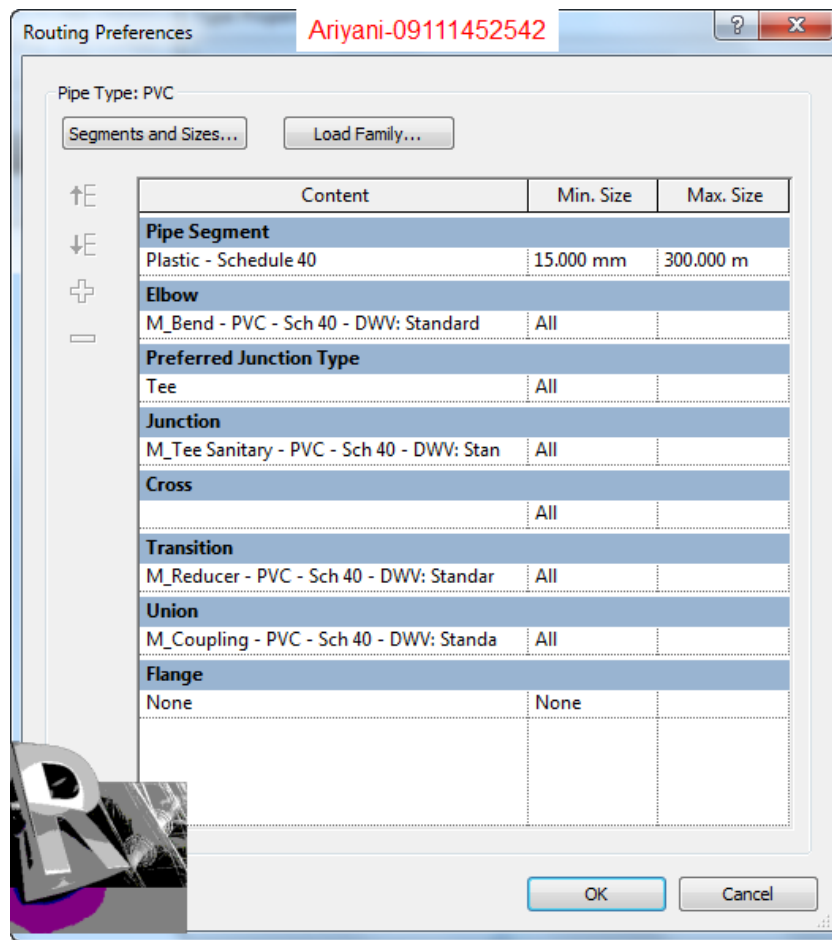 Routing Preferences
Ariyani-09111452542
Pipe Type: PVC
Segments and Sizes...
Load Family...
Content Min. Size Max. Size
Pipe Segment
Plastic - Schedule 40 15.000 mm 300.000 m
Elbow
M_Bend - PVC - Sch 40 - DWV: Standard All
Preferred Junction Type
Tee All
Junction
M_Tee Sanitary - PVC - Sch 40 - DWV: Stan All
Cross
All
Transition
M_Reducer - PVC - Sch 40 - DWV: Standar All
Union
M_Coupling - PVC - Sch 40 - DWV: Standa All
Flange
None None
R
OK Cancel